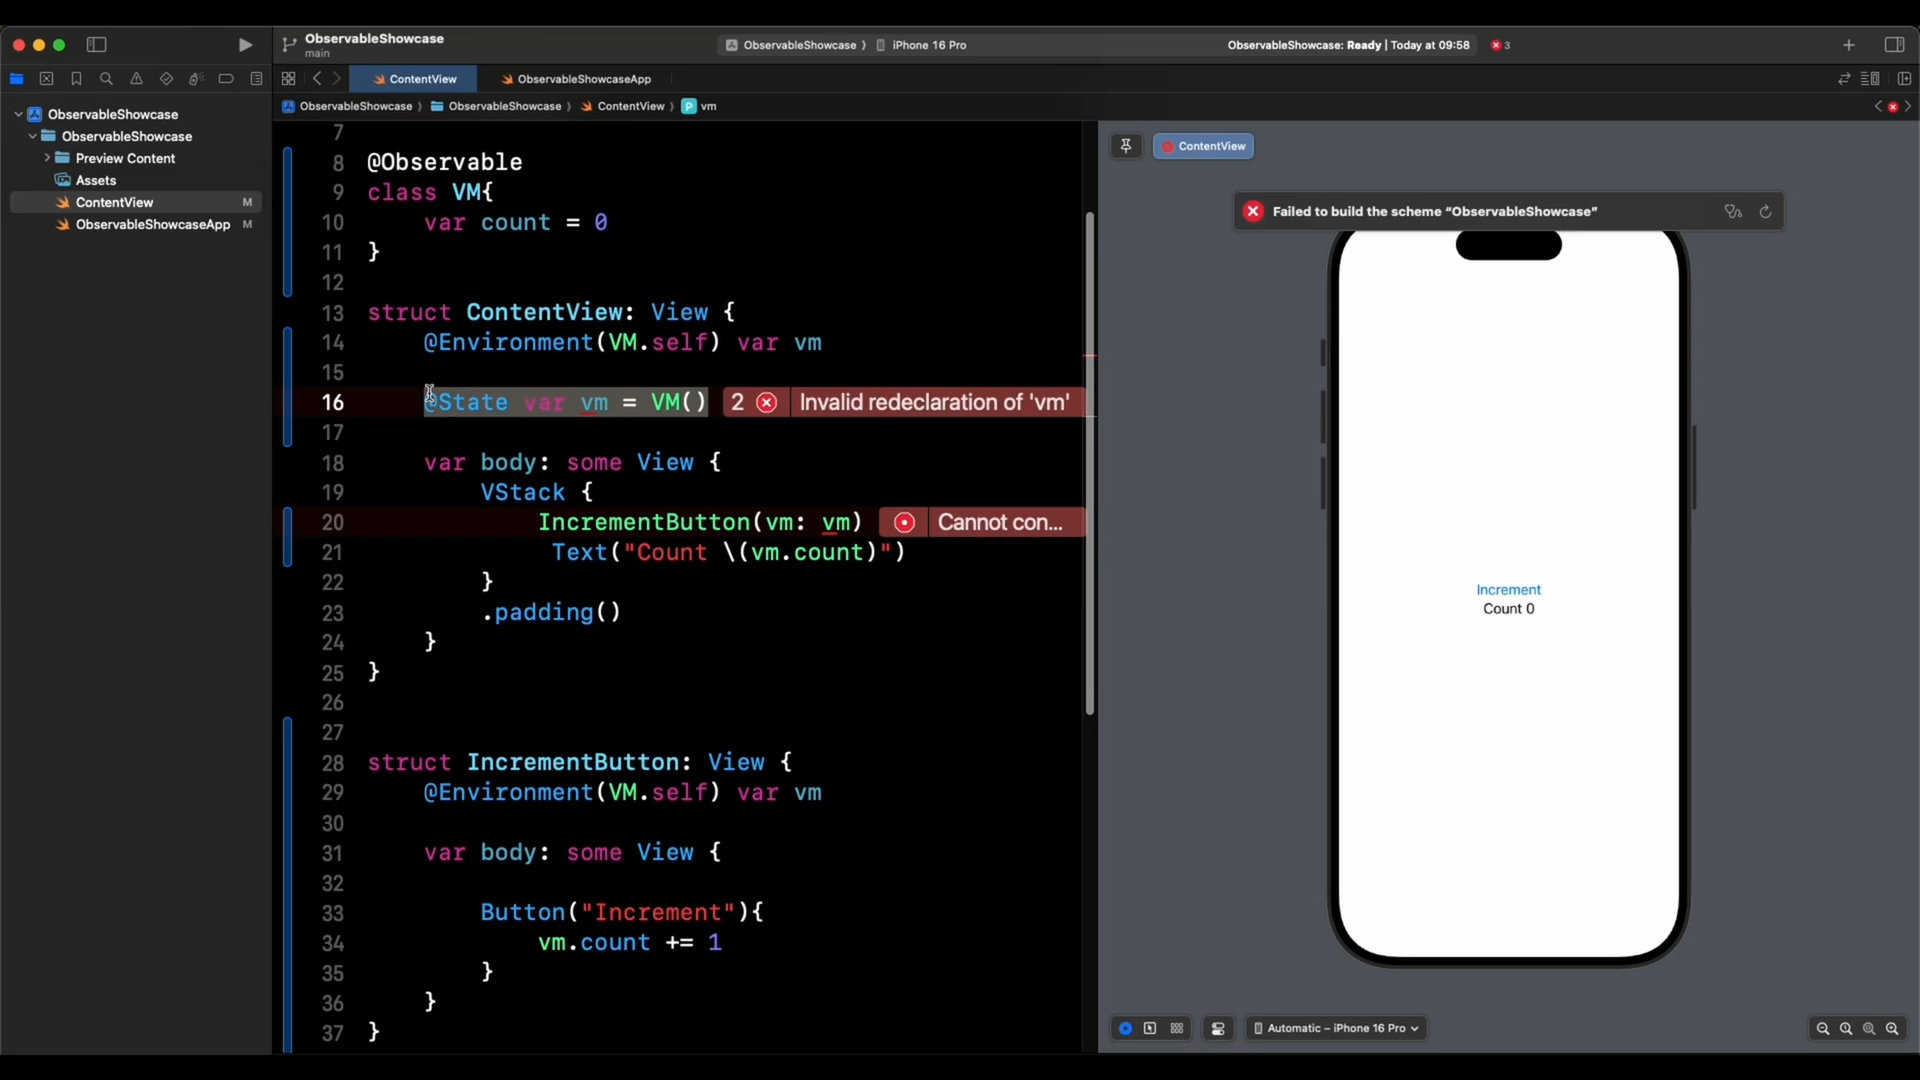 ObservableShowcase
main
ObservableShowcase
iPhone 16 Pro
ObservableShowcase: Ready | Today at 09:58
3
ContentView
ObservableShowcaseApp
ObservableShowcase
ObservableShowcase
ContentView
P vm
ObservableShowcase
ObservableShowcase
Preview Content
Assets
ContentView M
ObservableShowcaseApp M
7
8 @Observable
9 class VM{
10 var count = 0
11 }
12
13 struct ContentView: View {
14 @Environment(VM.self) var vm
15
16 @State var vm = VM() 2 Invalid redeclaration of 'vm'
17
18 var body: some View {
19 VStack {
20 IncrementButton(vm: vm) Cannot con...
21 Text("Count \(vm.count)")
22 }
23 .padding()
24 }
25 }
26
27
28 struct IncrementButton: View {
29 @Environment(VM.self) var vm
30
31 var body: some View {
32
33 Button("Increment"){
34 vm.count += 1
35 }
36 }
37 }
ContentView
Failed to build the scheme “ObservableShowcase”
Increment
Count 0
Automatic – iPhone 16 Pro